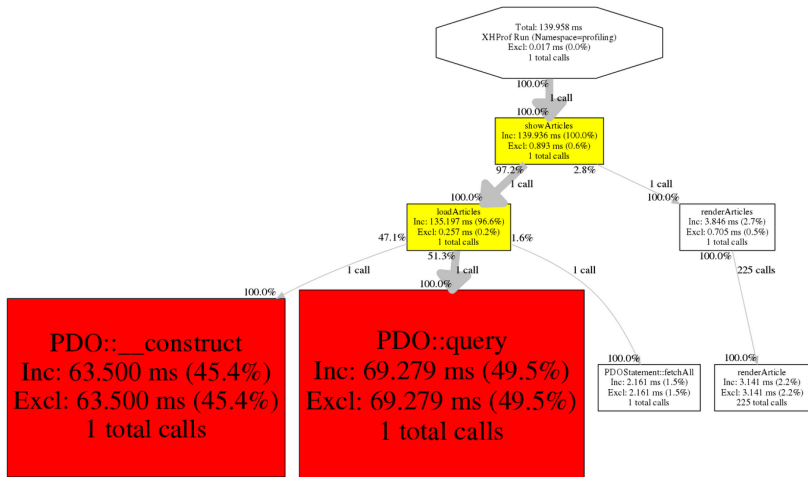 Total: 139.958 ms
XHProf Run (Namespace=profiling)
Excl: 0.017 ms (0.0%)
1 total calls
100.0%
1 call
100.0%
showArticles
Inc: 139.936 ms (100.0%)
Excl: 0.893 ms (0.6%)
1 total calls
97.2%
2.8%
1 call
1 call
100.0%
100.0%
loadArticles
Inc: 135.197 ms (96.6%)
Excl: 0.257 ms (0.2%)
1 total calls
renderArticles
Inc: 3.846 ms (2.7%)
Excl: 0.705 ms (0.5%)
1 total calls
47.1%
51.3%
1.6%
100.0%
1 call
1 call
1 call
225 calls
100.0%
100.0%
100.0%
100.0%
PDO::__construct
Inc: 63.500 ms (45.4%)
Excl: 63.500 ms (45.4%)
1 total calls
PDO::query
Inc: 69.279 ms (49.5%)
Excl: 69.279 ms (49.5%)
1 total calls
PDOStatement::fetchAll
Inc: 2.161 ms (1.5%)
Excl: 2.161 ms (1.5%)
1 total calls
renderArticle
Inc: 3.141 ms (2.2%)
Excl: 3.141 ms (2.2%)
225 total calls